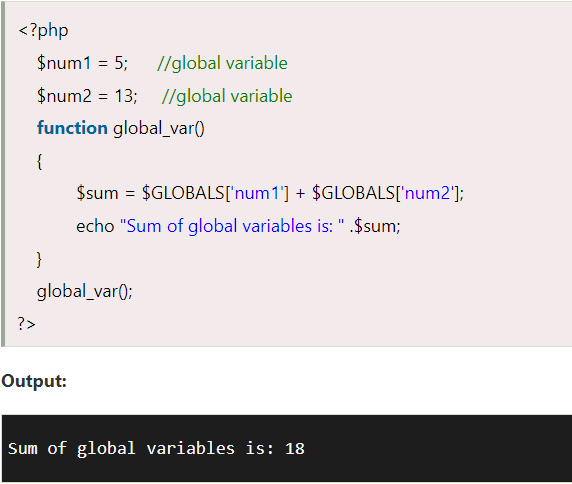 <?php
$num1 = 5;      //global variable
$num2 = 13;     //global variable
function global_var()
{
$sum = $GLOBALS['num1'] + $GLOBALS['num2'];
echo "Sum of global variables is: " .$sum;
}
global_var();
?>
Output:
Sum of global variables is: 18